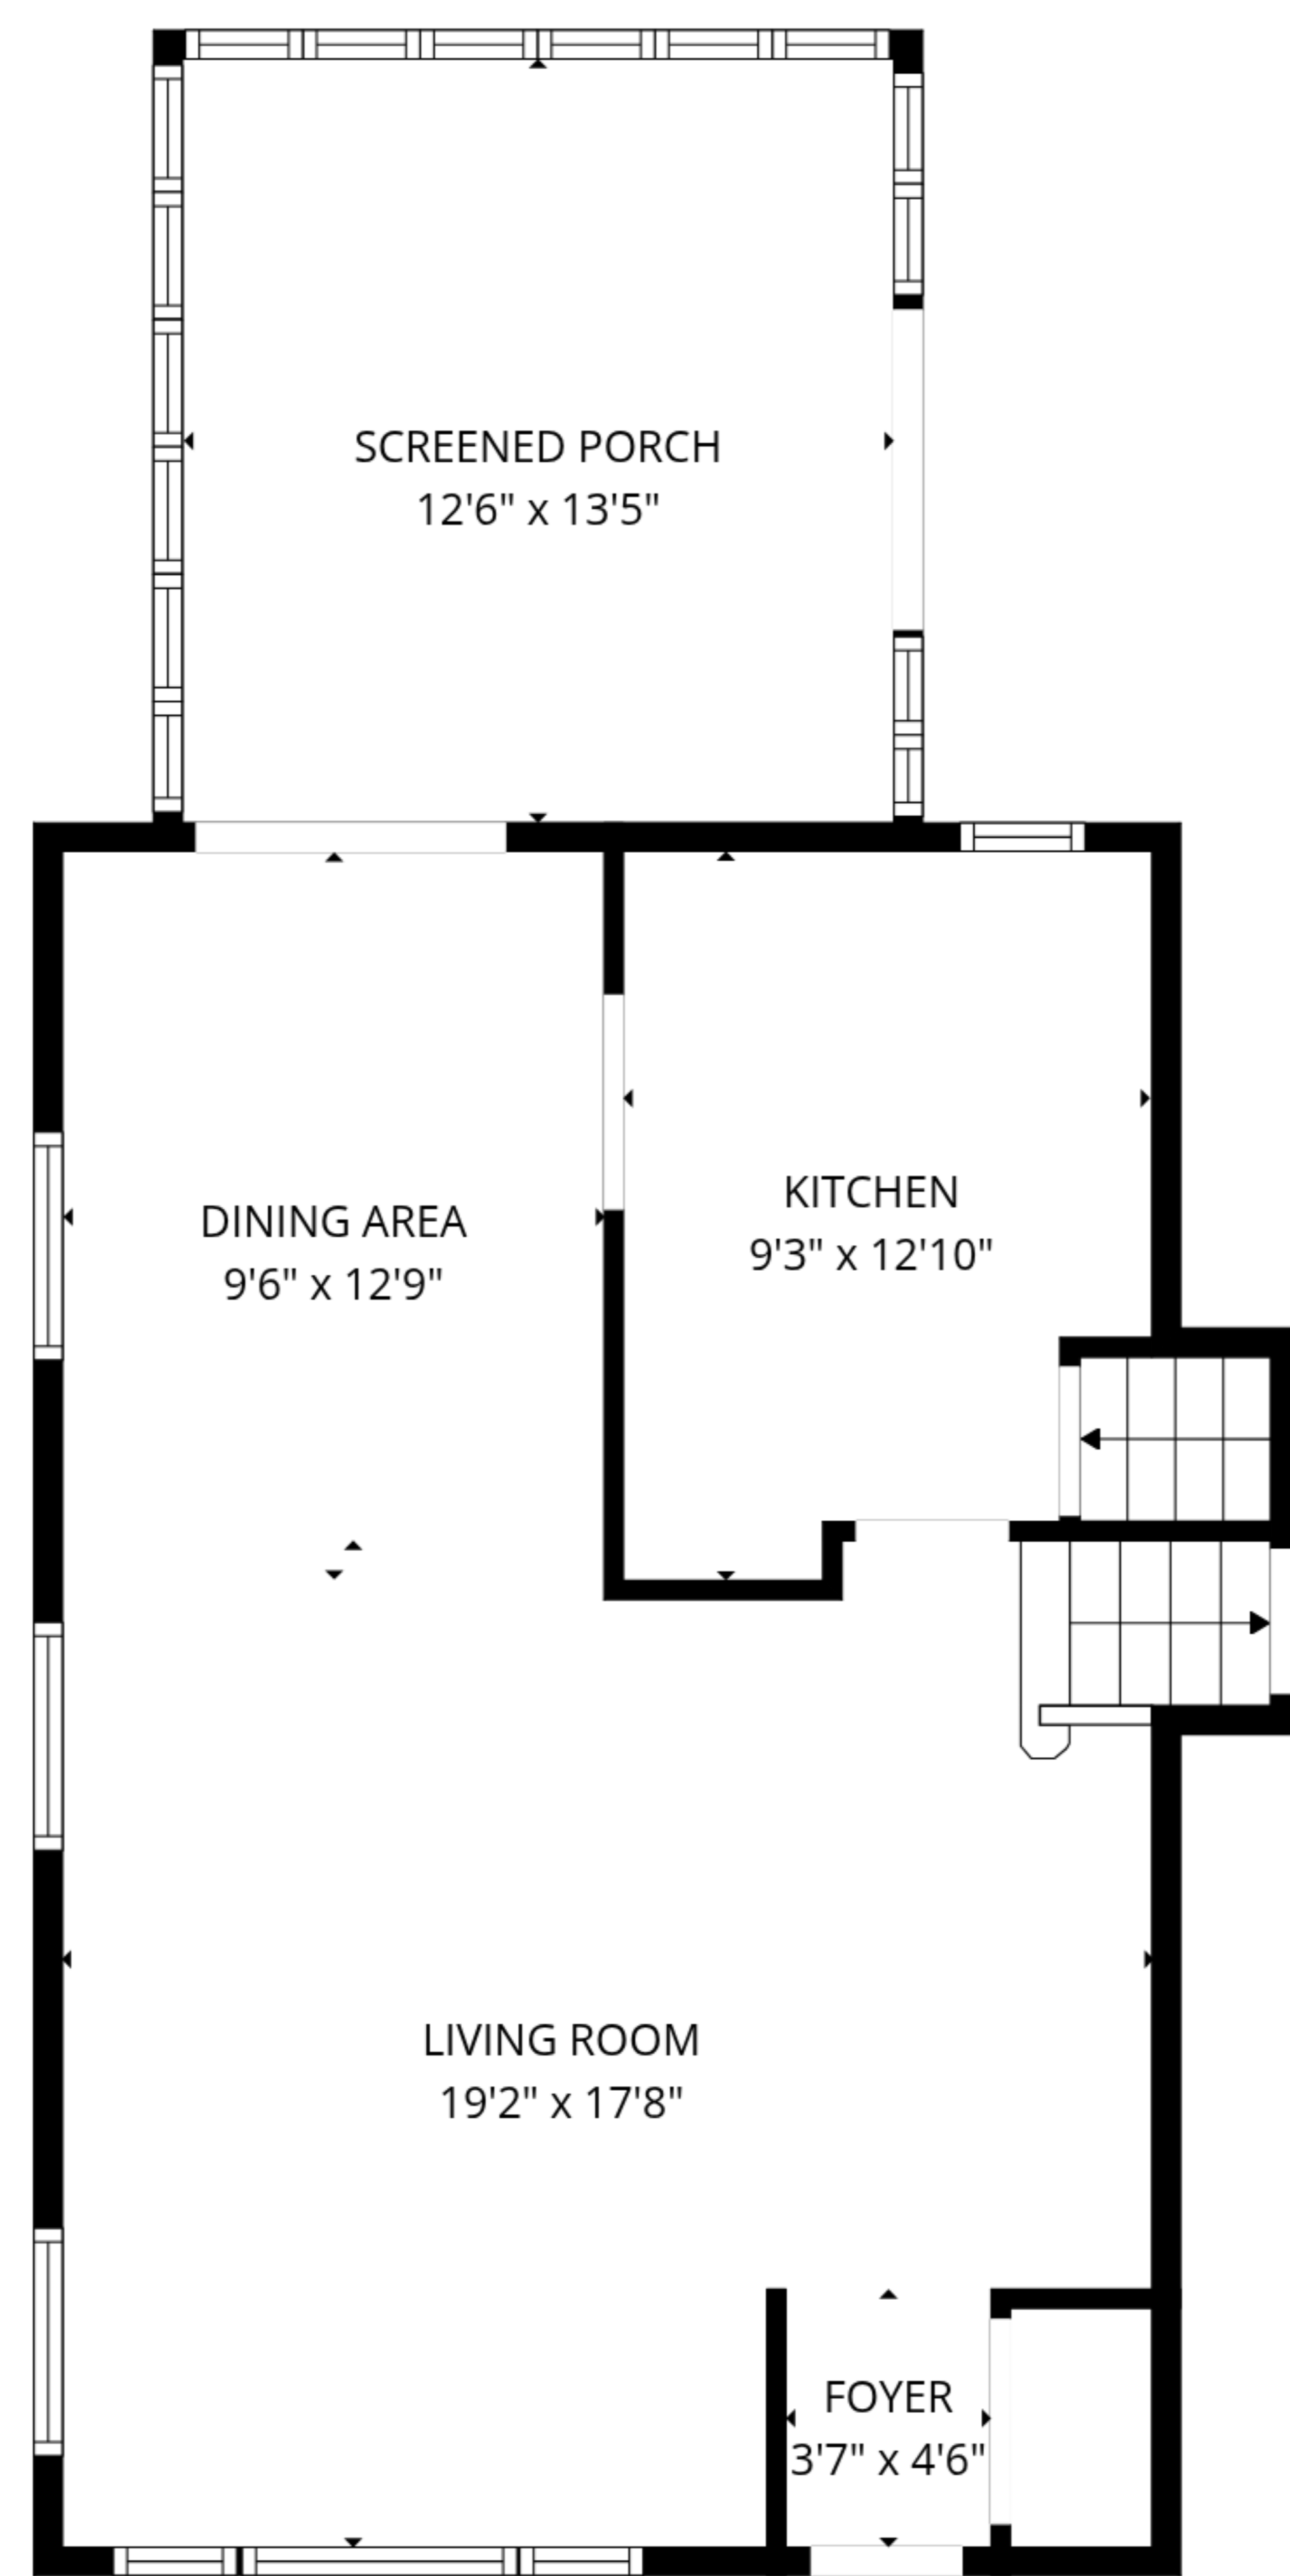 SCREENED PORCH
12'6" x 13'5"
KITCHEN
9'3" x 12'10"
DINING AREA
9'6" x 12'9"
LIVING ROOM
19'2" x 17'8"
FOYER
3'7" x 4'6"